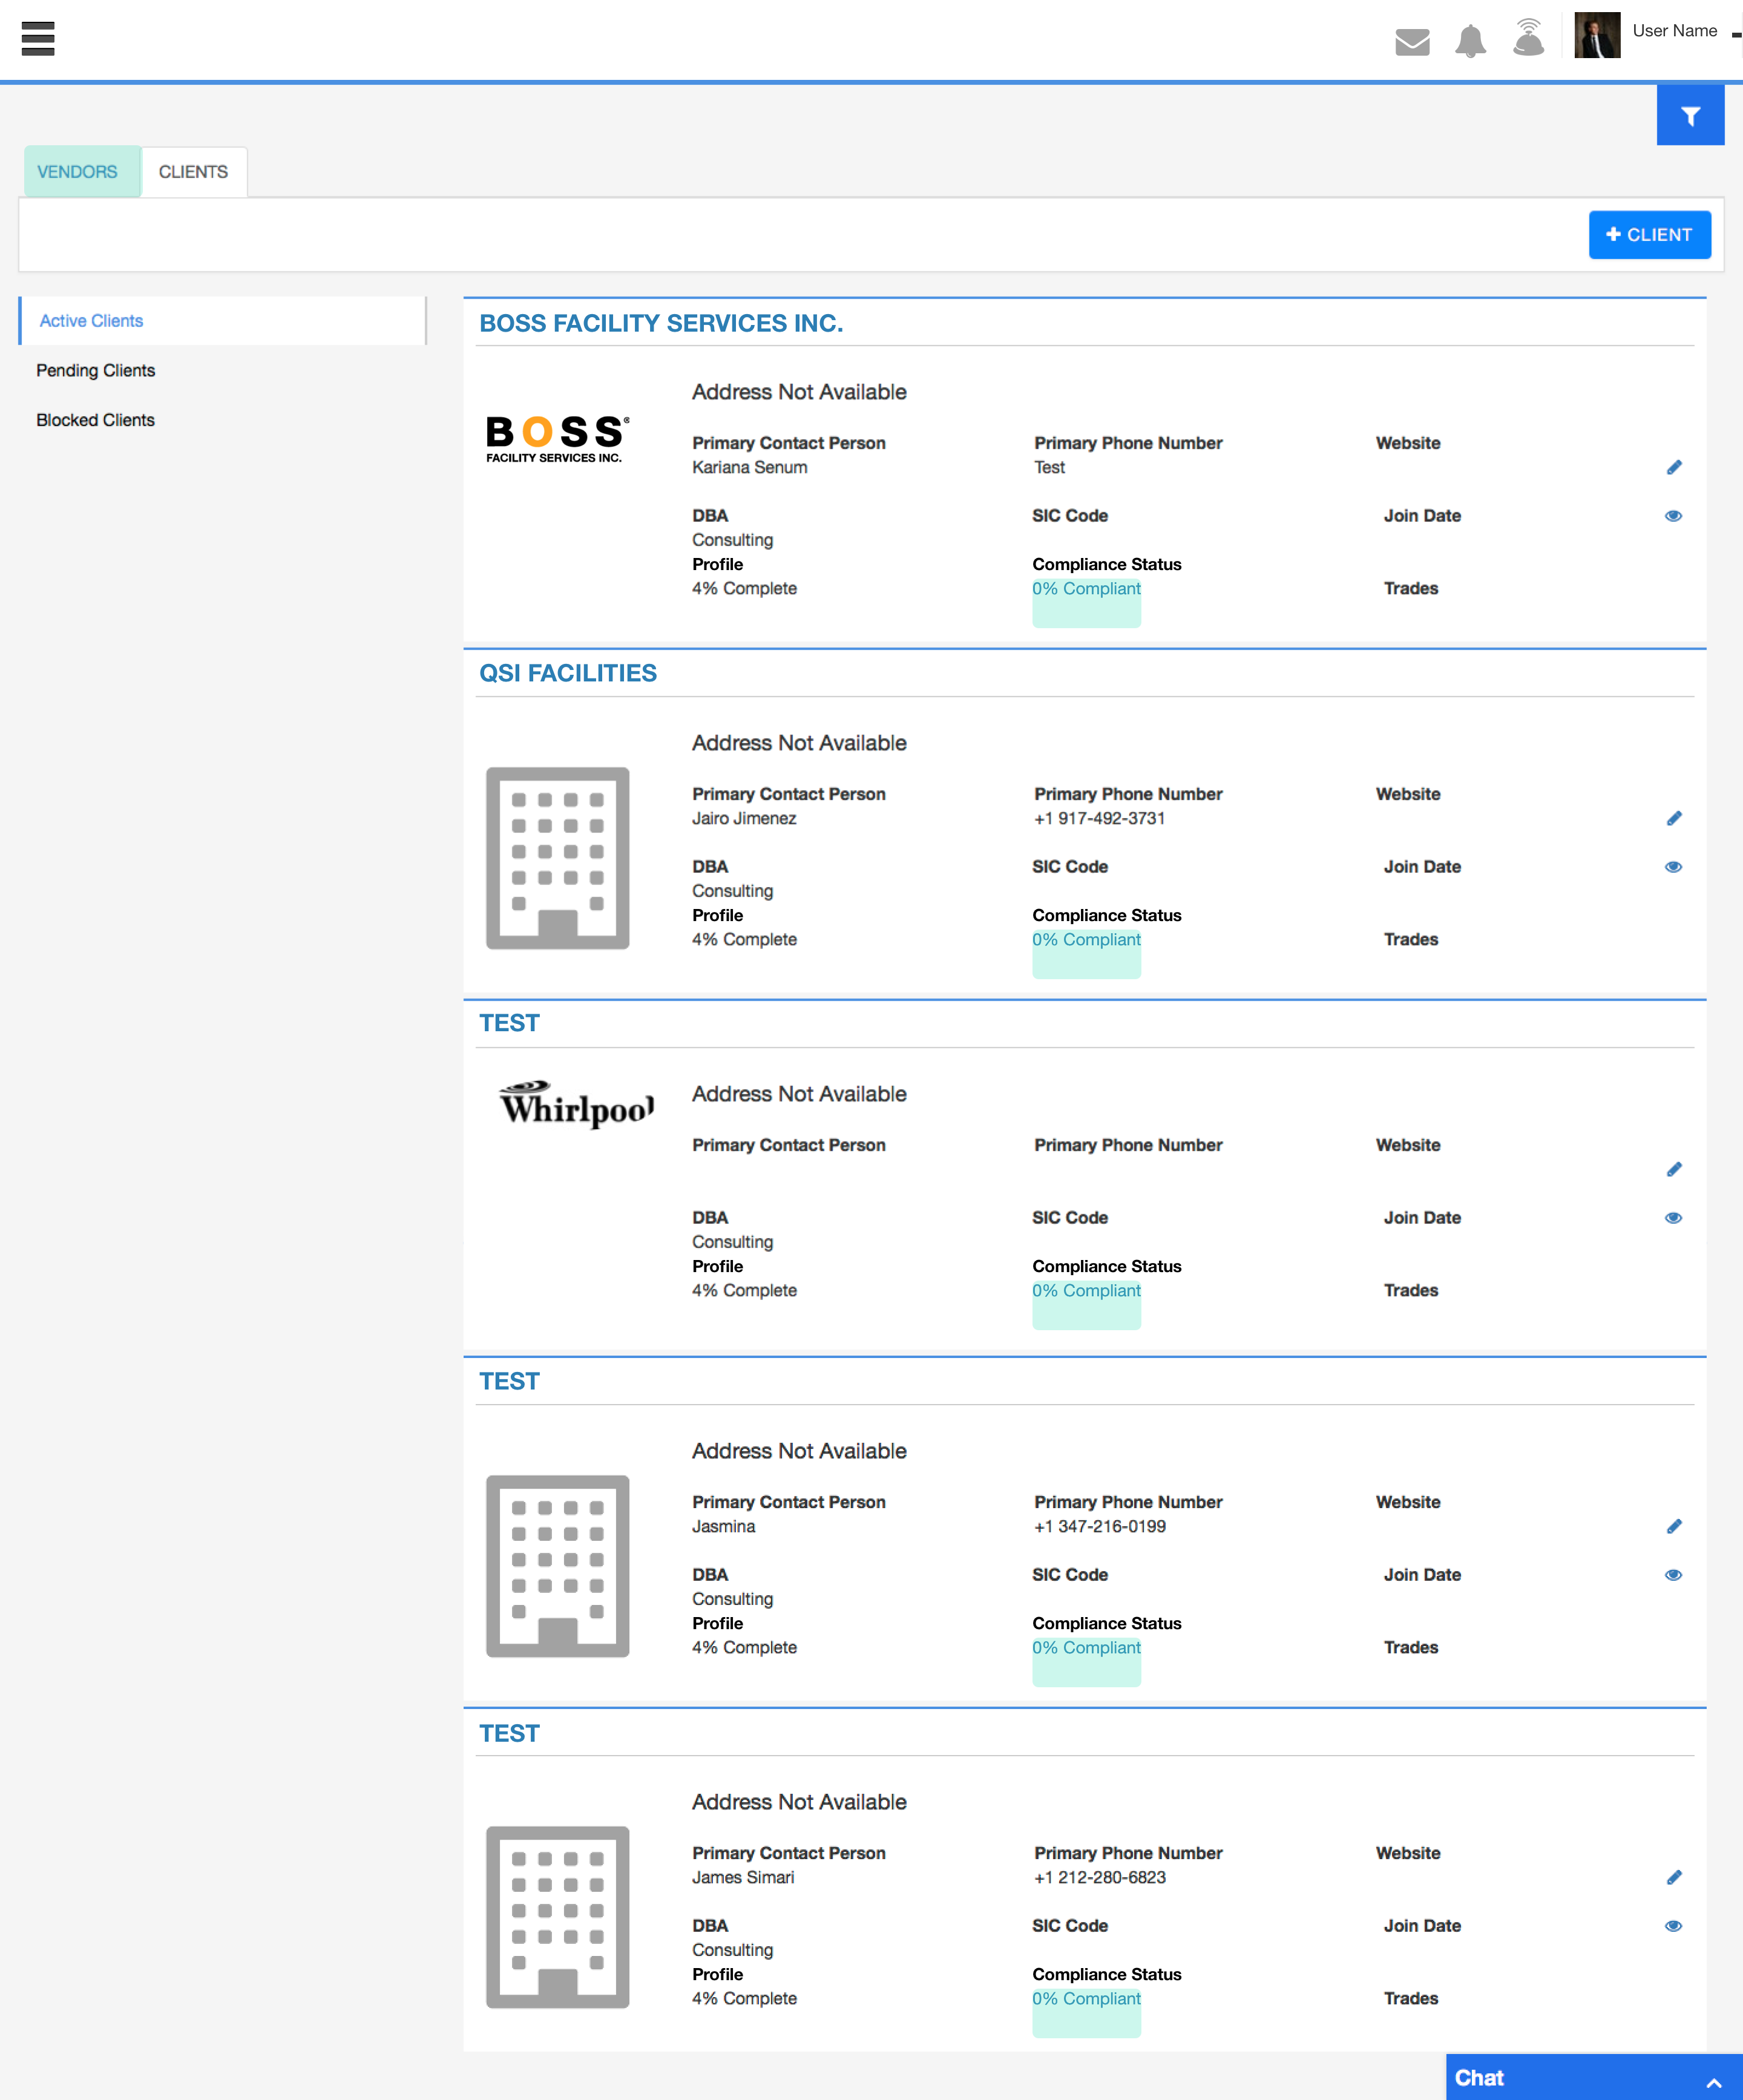 User Name
VENDORS CLIENTS
+ CLIENT
Active Clients
Pending Clients
Blocked Clients
BOSS FACILITY SERVICES INC.
BOSS®
FACILITY SERVICES INC.
Address Not Available
Primary Contact Person Primary Phone Number Website
Kariana Senum Test
DBA SIC Code Join Date
Consulting
Profile Compliance Status
4% Complete 0% Compliant Trades
QSI FACILITIES
Address Not Available
Primary Contact Person Primary Phone Number Website
Jairo Jimenez +1 917-492-3731
DBA SIC Code Join Date
Consulting
Profile Compliance Status
4% Complete 0% Compliant Trades
TEST
Whirlpool
Address Not Available
Primary Contact Person Primary Phone Number Website
DBA SIC Code Join Date
Consulting
Profile Compliance Status
4% Complete 0% Compliant Trades
TEST
Address Not Available
Primary Contact Person Primary Phone Number Website
Jasmina +1 347-216-0199
DBA SIC Code Join Date
Consulting
Profile Compliance Status
4% Complete 0% Compliant Trades
TEST
Address Not Available
Primary Contact Person Primary Phone Number Website
James Simari +1 212-280-6823
DBA SIC Code Join Date
Consulting
Profile Compliance Status
4% Complete 0% Compliant Trades
Chat